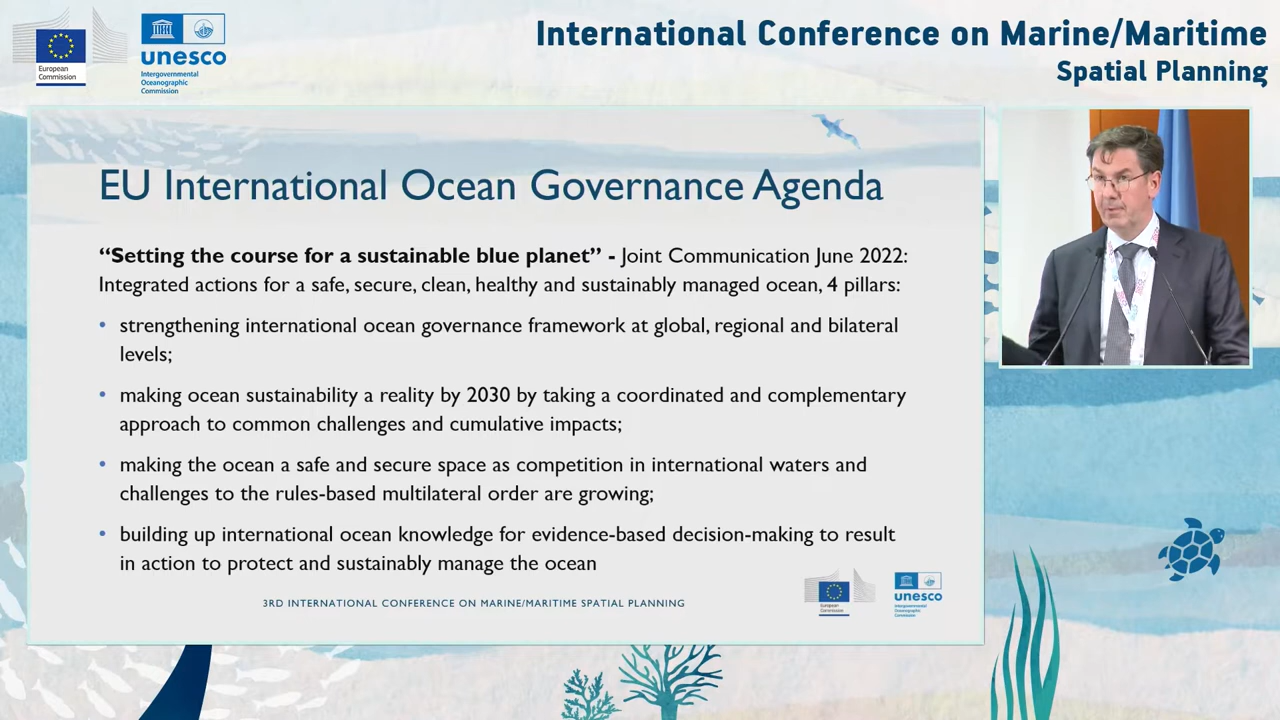 European
Commission
unesco
Intergovernmental
Oceanographic
Commission
International Conference on Marine/Maritime
Spatial Planning
EU International Ocean Governance Agenda
“Setting the course for a sustainable blue planet” - Joint Communication June 2022:
Integrated actions for a safe, secure, clean, healthy and sustainably managed ocean, 4 pillars:
• strengthening international ocean governance framework at global, regional and bilateral
levels;
• making ocean sustainability a reality by 2030 by taking a coordinated and complementary
approach to common challenges and cumulative impacts;
• making the ocean a safe and secure space as competition in international waters and
challenges to the rules-based multilateral order are growing;
• building up international ocean knowledge for evidence-based decision-making to result
in action to protect and sustainably manage the ocean
3RD INTERNATIONAL CONFERENCE ON MARINE/MARITIME SPATIAL PLANNING
European
Commission
unesco
Intergovernmental
Oceanographic
Commission